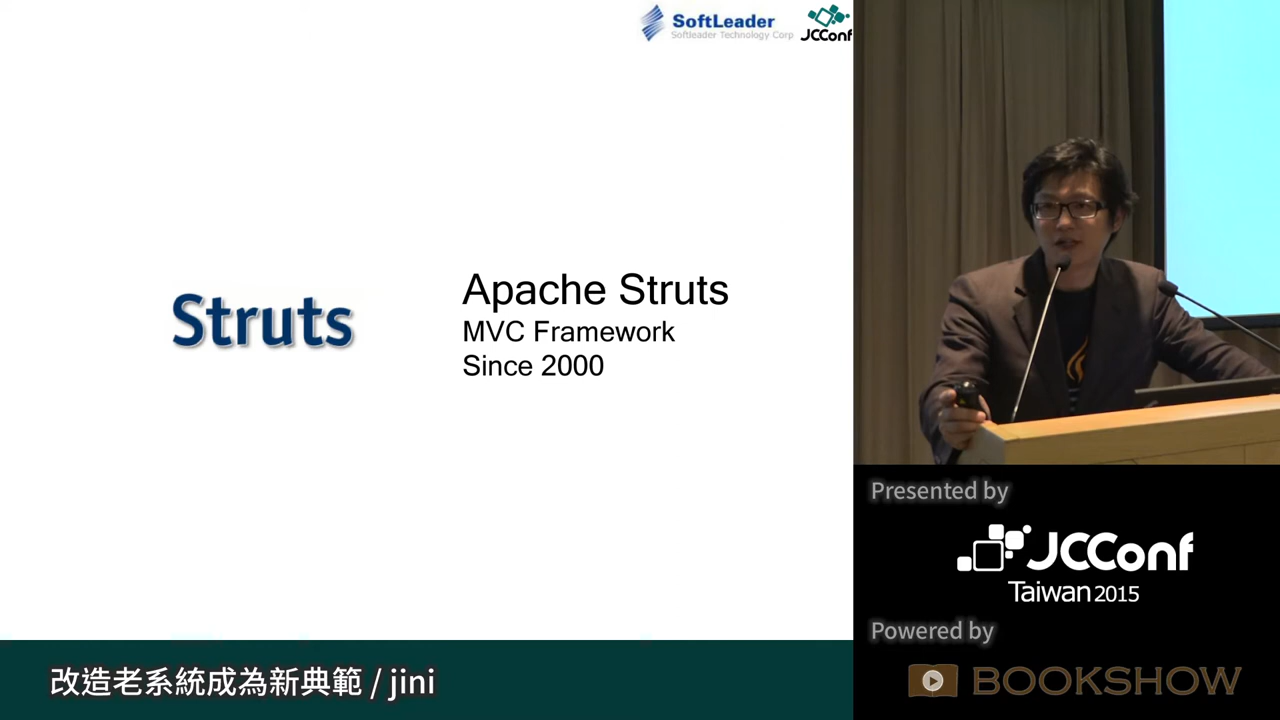 SoftLeader
Softleader Technology Corp
JCConf
Struts
Apache Struts
MVC Framework
Since 2000
Presented by
JCConf
Taiwan 2015
Powered by
BOOKSHOW
改造老系統成為新典範 / jini